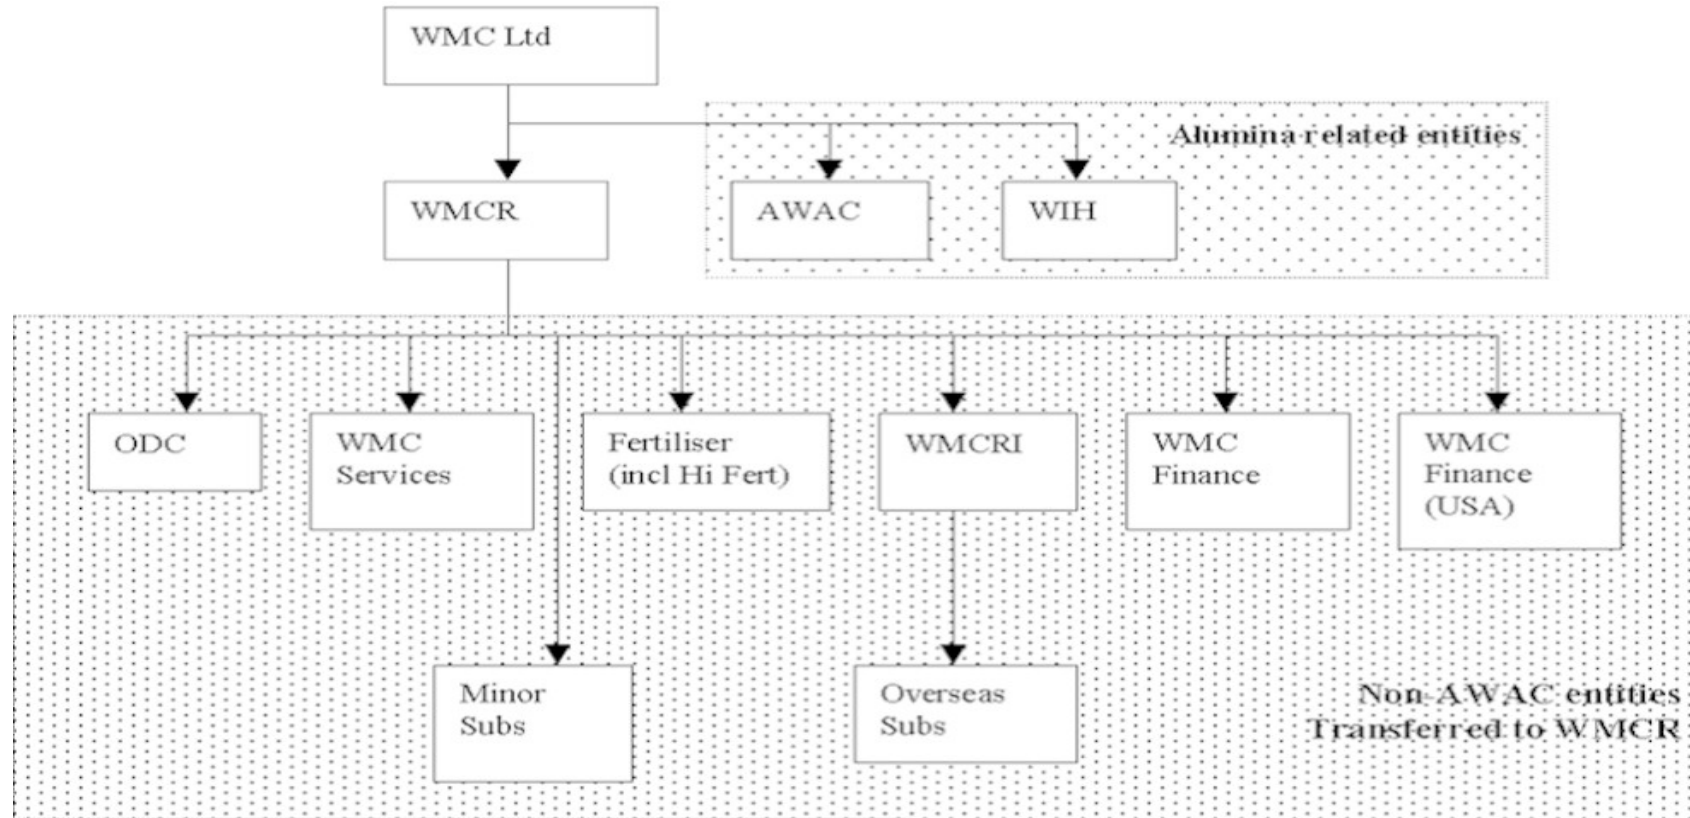 WMC Ltd
Alumina related entities
WMCR
AWAC
WIH
ODC
WMC
Services
Fertiliser
(incl Hi Fert)
WMCRI
WMC
Finance
WMC
Finance
(USA)
Minor
Subs
Overseas
Subs
Non-AWAC entities
Transferred to WMCR